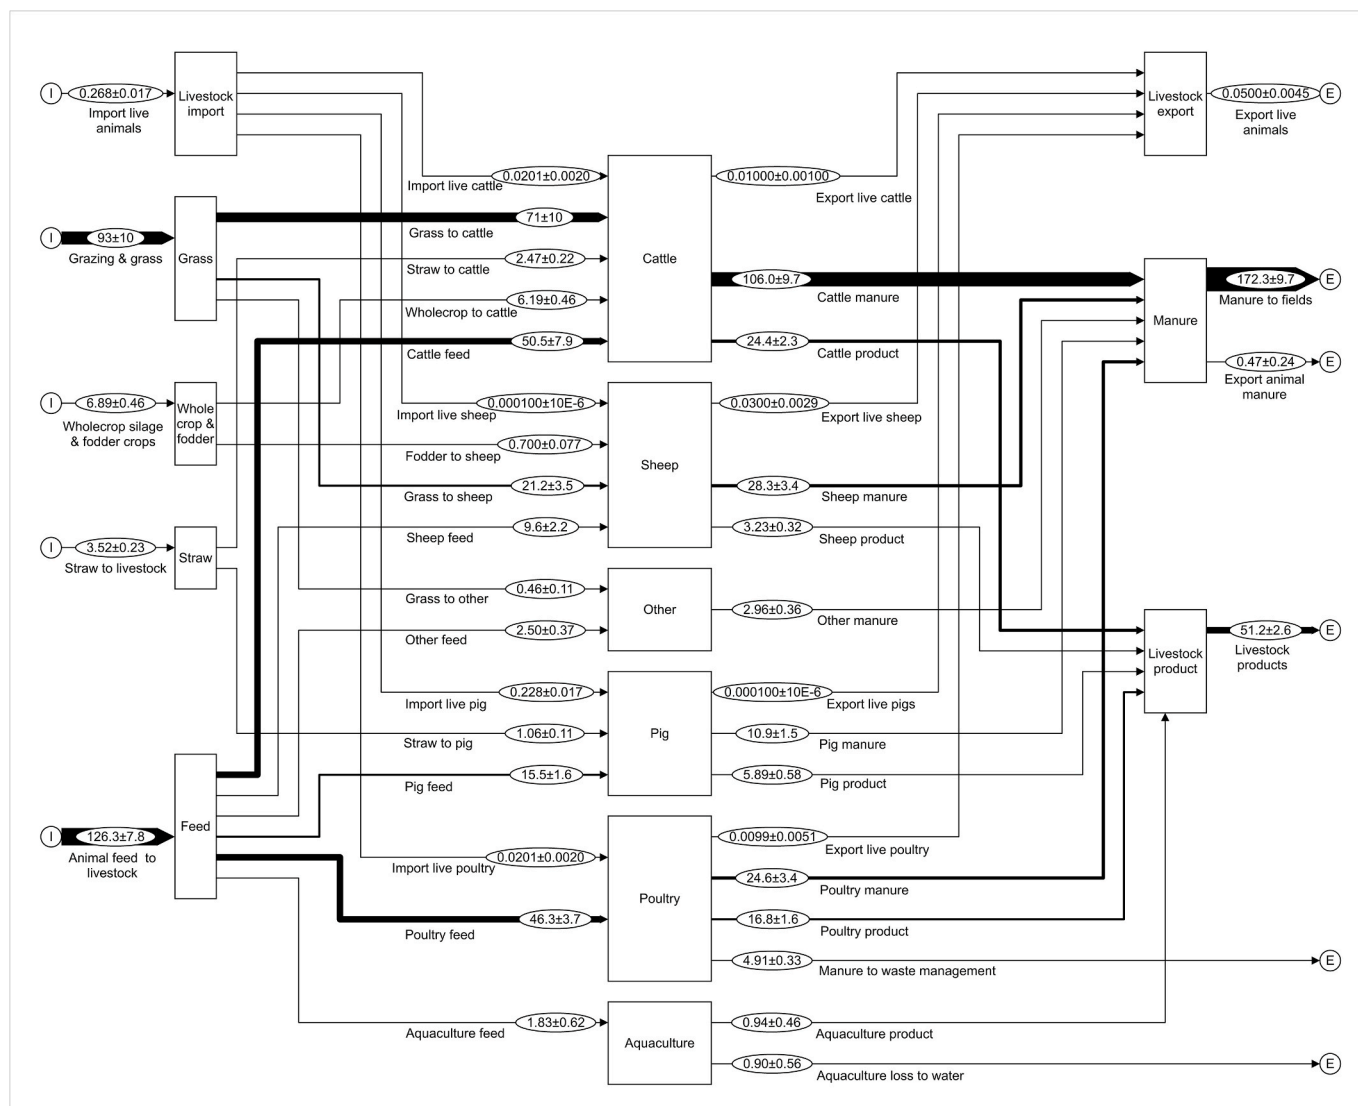 I
0.268±0.017
Import live
animals
Livestock
import
Livestock
export
0.0500±0.0045
E
Export live
animals
Import live cattle
0.0201±0.0020
0.01000±0.00100
Export live cattle
I
93±10
Grazing & grass
Grass
Grass to cattle
71±10
Straw to cattle
2.47±0.22
Wholecrop to cattle
6.19±0.46
Cattle feed
50.5±7.9
Cattle
106.0±9.7
Cattle manure
24.4±2.3
Cattle product
Manure
172.3±9.7
E
Manure to fields
0.47±0.24
E
Export animal
manure
I
6.89±0.46
Wholecrop silage
& fodder crops
Whole
crop &
fodder
Import live sheep
0.000100±10E-6
Fodder to sheep
0.700±0.077
Grass to sheep
21.2±3.5
Sheep feed
9.6±2.2
Sheep
0.0300±0.0029
Export live sheep
28.3±3.4
Sheep manure
3.23±0.32
Sheep product
I
3.52±0.23
Straw to livestock
Straw
Grass to other
0.46±0.11
Other feed
2.50±0.37
Other
2.96±0.36
Other manure
Livestock
product
51.2±2.6
E
Livestock
products
Import live pig
0.228±0.017
Straw to pig
1.06±0.11
Pig feed
15.5±1.6
Pig
0.000100±10E-6
Export live pigs
10.9±1.5
Pig manure
5.89±0.58
Pig product
I
126.3±7.8
Animal feed to
livestock
Feed
Import live poultry
0.0201±0.0020
Poultry feed
46.3±3.7
Poultry
0.0099±0.0051
Export live poultry
24.6±3.4
Poultry manure
16.8±1.6
Poultry product
4.91±0.33
Manure to waste management
E
Aquaculture feed
1.83±0.62
Aquaculture
0.94±0.46
Aquaculture product
0.90±0.56
Aquaculture loss to water
E